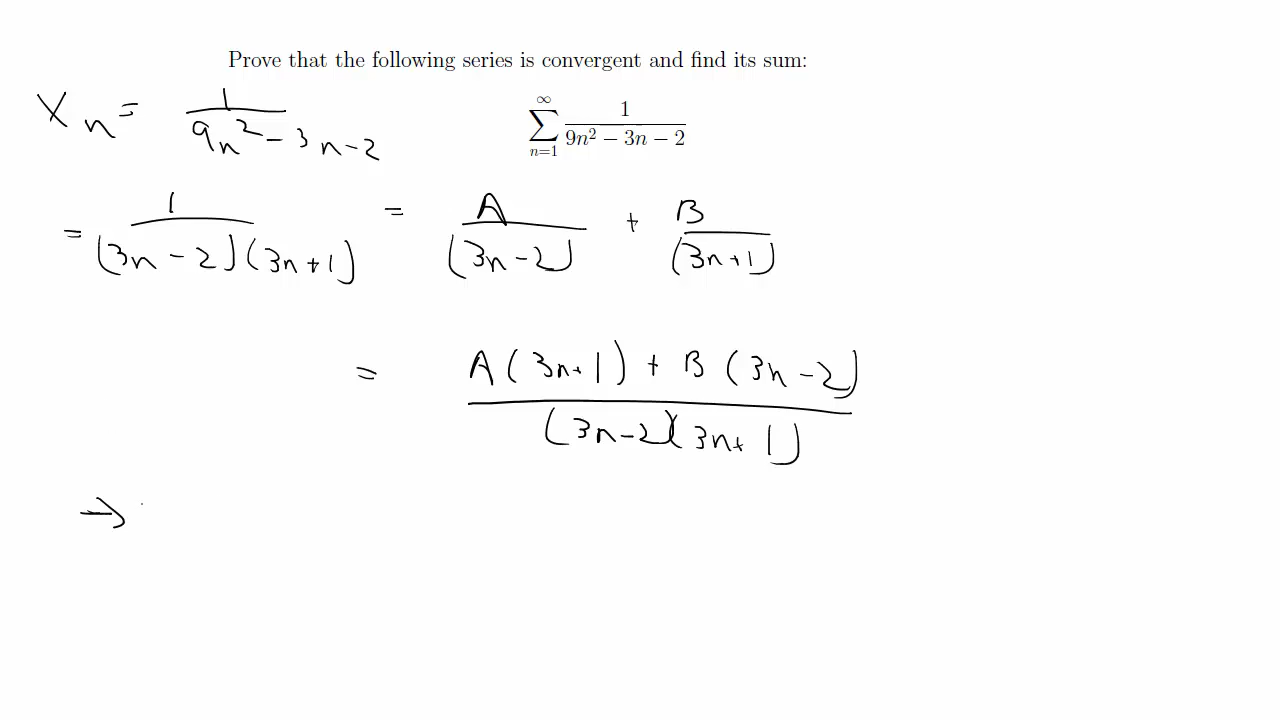 Prove that the following series is convergent and find its sum:
∑_{n=1}^{∞} 1/(9n² − 3n − 2)
Xn = 1/(9n² − 3n − 2)
= 1/((3n − 2)(3n + 1)) = A/(3n − 2) + B/(3n + 1)
= (A(3n + 1) + B(3n − 2))/((3n − 2)(3n + 1))
→